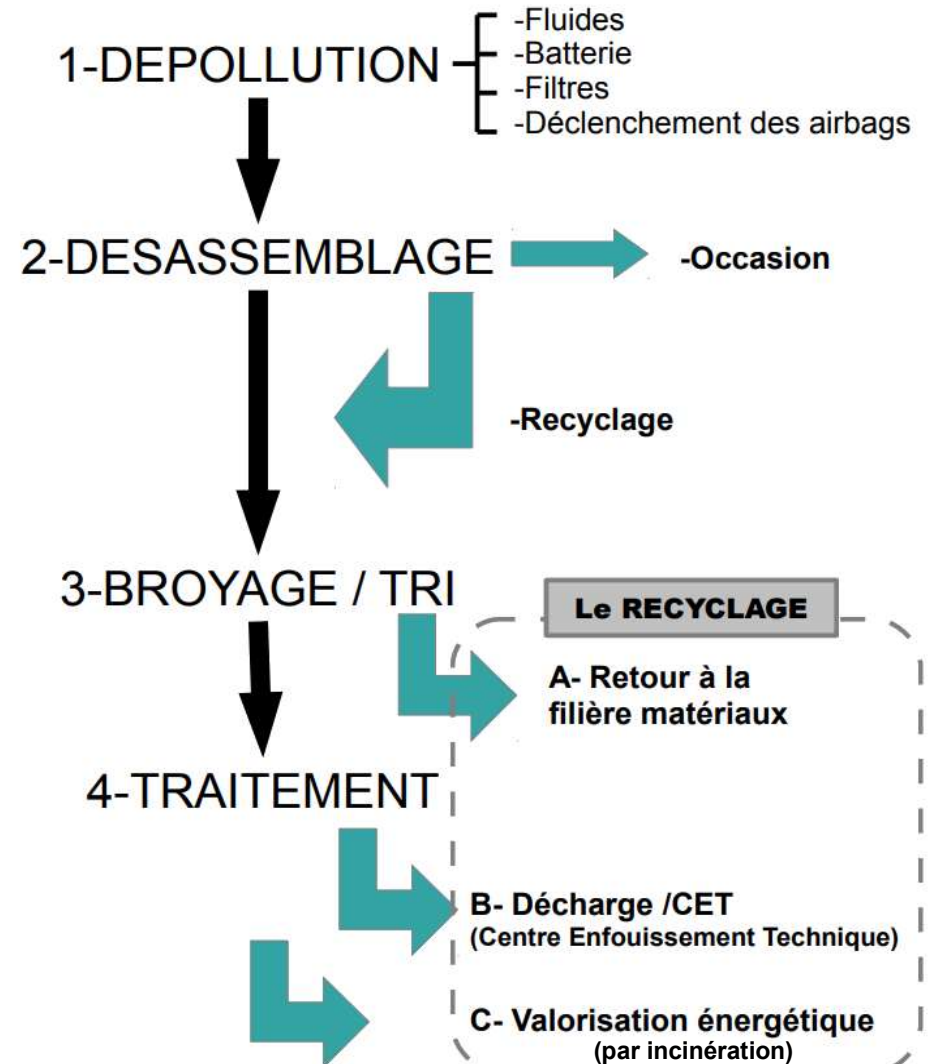 -Fluides
1-DEPOLLUTION
-Batterie
-Filtres
-Déclenchement des airbags
2-DESASSEMBLAGE
-Occasion
-Recyclage
3-BROYAGE / TRI
Le RECYCLAGE
A- Retour à la
filière matériaux
4-TRAITEMENT
B- Décharge /CET
(Centre Enfouissement Technique)
C- Valorisation énergétique
(par incinération)